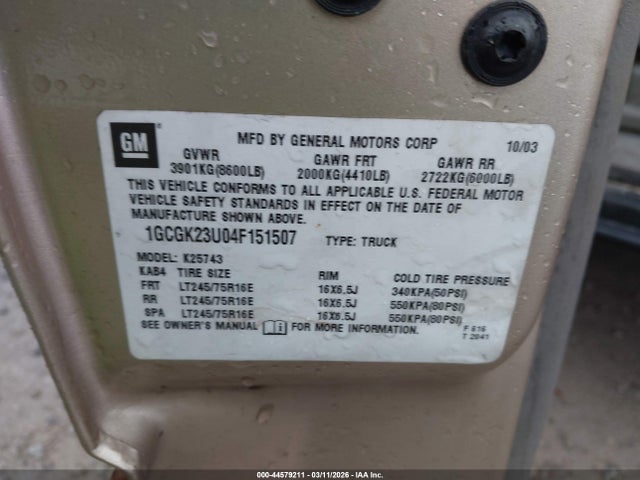 GM
MFD BY GENERAL MOTORS CORP 10/03
GVWR GAWR FRT GAWR RR
3901KG(8600LB) 2000KG(4410LB) 2722KG(6000LB)
THIS VEHICLE CONFORMS TO ALL APPLICABLE U.S. FEDERAL MOTOR
VEHICLE SAFETY STANDARDS IN EFFECT ON THE DATE OF
MANUFACTURE SHOWN ABOVE.
1GCGK23U04F151507 TYPE: TRUCK
MODEL: K25743
KAB4 TIRE SIZE RIM COLD TIRE PRESSURE
FRT LT245/75R16E 16X6.5J 340KPA(50PSI)
RR LT245/75R16E 16X6.5J 550KPA(80PSI)
SPA LT245/75R16E 16X6.5J 550KPA(80PSI)
SEE OWNER'S MANUAL FOR MORE INFORMATION.
F 616
T 2041
000-44579211 - 03/11/2026 - IAA Inc. (ACV)